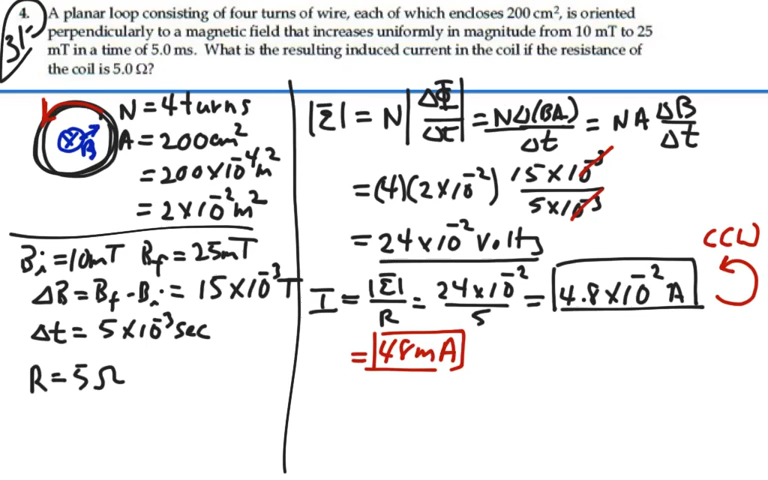 31-
4. A planar loop consisting of four turns of wire, each of which encloses 200 cm², is oriented
perpendicularly to a magnetic field that increases uniformly in magnitude from 10 mT to 25
mT in a time of 5.0 ms. What is the resulting induced current in the coil if the resistance of
the coil is 5.0 Ω?
N = 4 turns
A = 200 cm²
= 200 × 10⁻⁴ m²
= 2 × 10⁻² m²
B
Bᵢ = 10mT B_f = 25mT
ΔB = B_f - Bᵢ = 15 × 10⁻³ T
Δt = 5 × 10⁻³ sec
R = 5 Ω
|Ɛ| = N |ΔΦ/Δt| = NΔ(BA)/Δt = NA ΔB/Δt
= (4)(2 × 10⁻²) 15 × 10⁻³/5 × 10⁻³
= 24 × 10⁻² Volts
I = |Ɛ|/R = 24 × 10⁻²/5 = 4.8 × 10⁻² A
CCW
= 48 mA